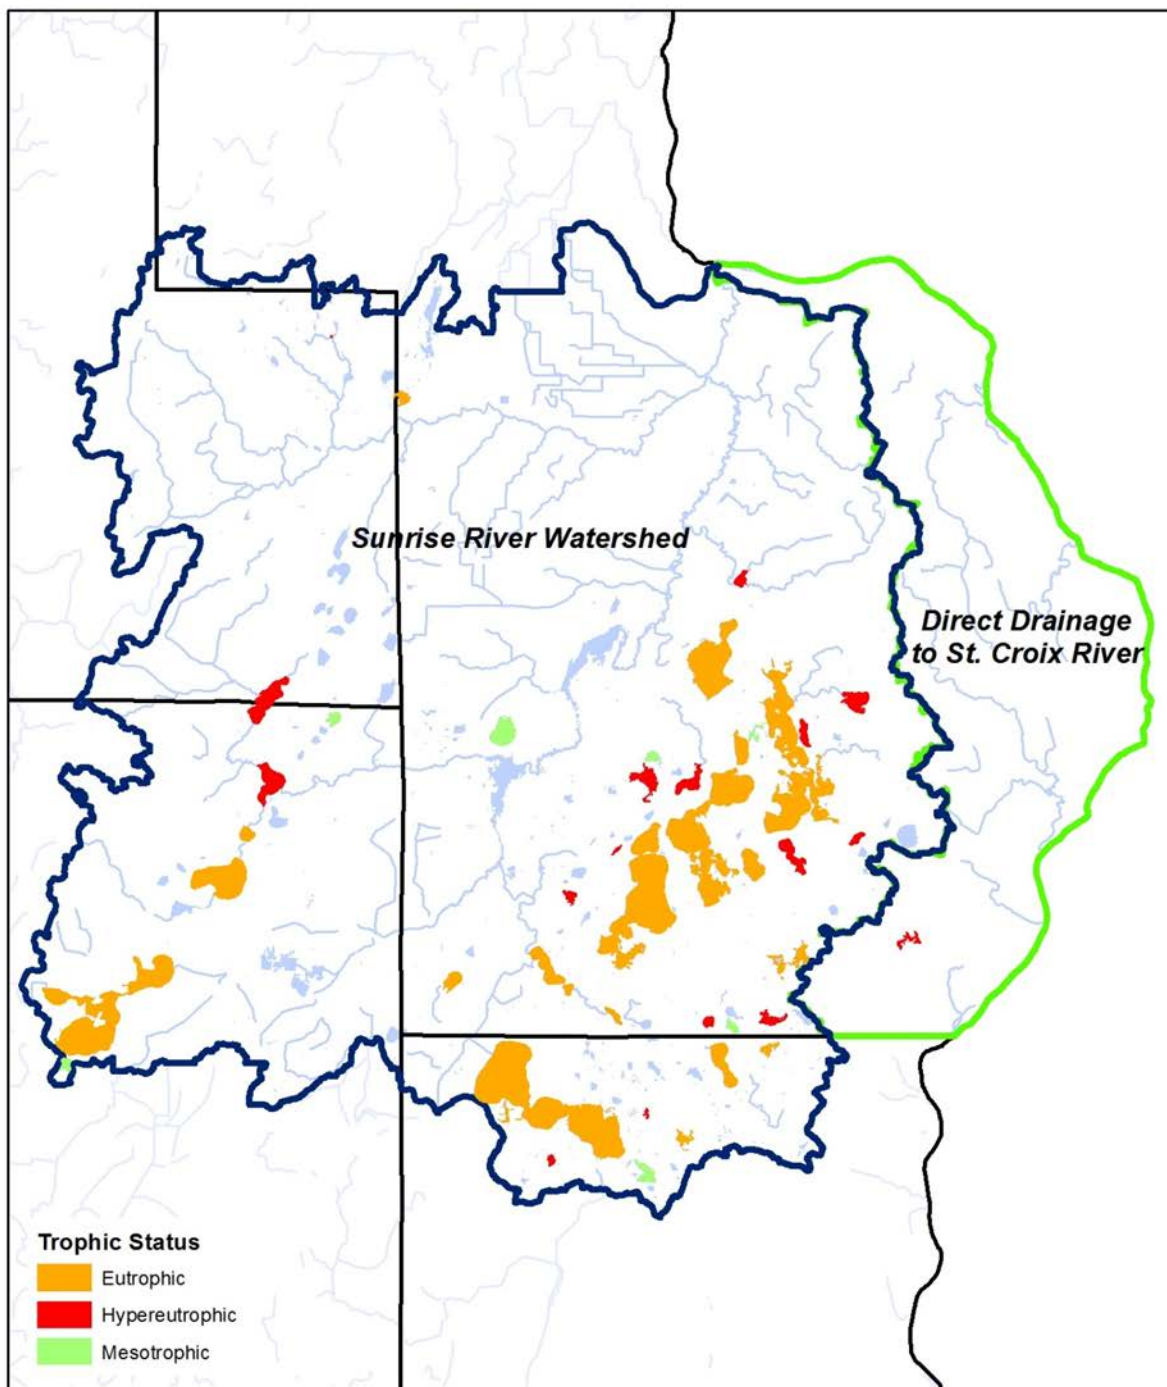 Sunrise River Watershed
Direct Drainage
to St. Croix River
Trophic Status
Eutrophic
Hypereutrophic
Mesotrophic